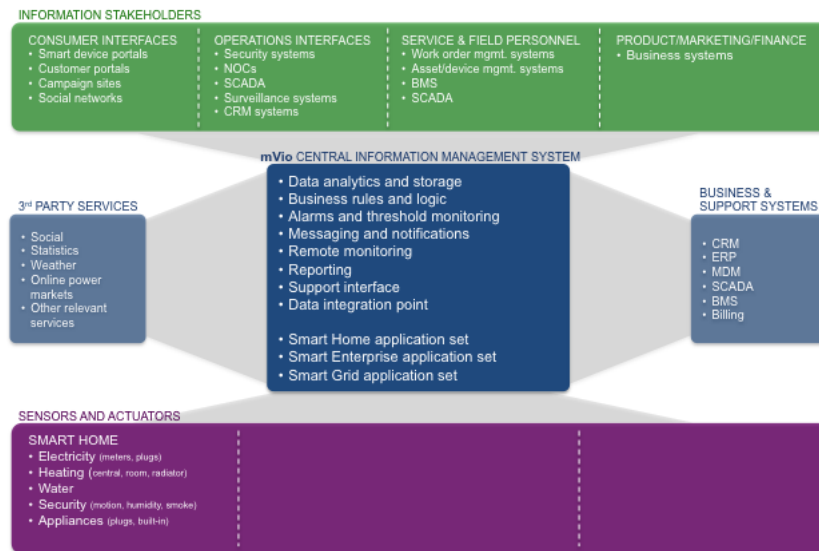 INFORMATION STAKEHOLDERS
CONSUMER INTERFACES
• Smart device portals
• Customer portals
• Campaign sites
• Social networks
OPERATIONS INTERFACES
• Security systems
• NOCs
• SCADA
• Surveillance systems
• CRM systems
SERVICE & FIELD PERSONNEL
• Work order mgmt. systems
• Asset/device mgmt. systems
• BMS
• SCADA
PRODUCT/MARKETING/FINANCE
• Business systems
mVio CENTRAL INFORMATION MANAGEMENT SYSTEM
• Data analytics and storage
• Business rules and logic
• Alarms and threshold monitoring
• Messaging and notifications
• Remote monitoring
• Reporting
• Support interface
• Data integration point
• Smart Home application set
• Smart Enterprise application set
• Smart Grid application set
3rd PARTY SERVICES
• Social
• Statistics
• Weather
• Online power
markets
• Other relevant
services
BUSINESS &
SUPPORT SYSTEMS
• CRM
• ERP
• MDM
• SCADA
• BMS
• Billing
SENSORS AND ACTUATORS
SMART HOME
• Electricity (meters, plugs)
• Heating (central, room, radiator)
• Water
• Security (motion, humidity, smoke)
• Appliances (plugs, built-in)